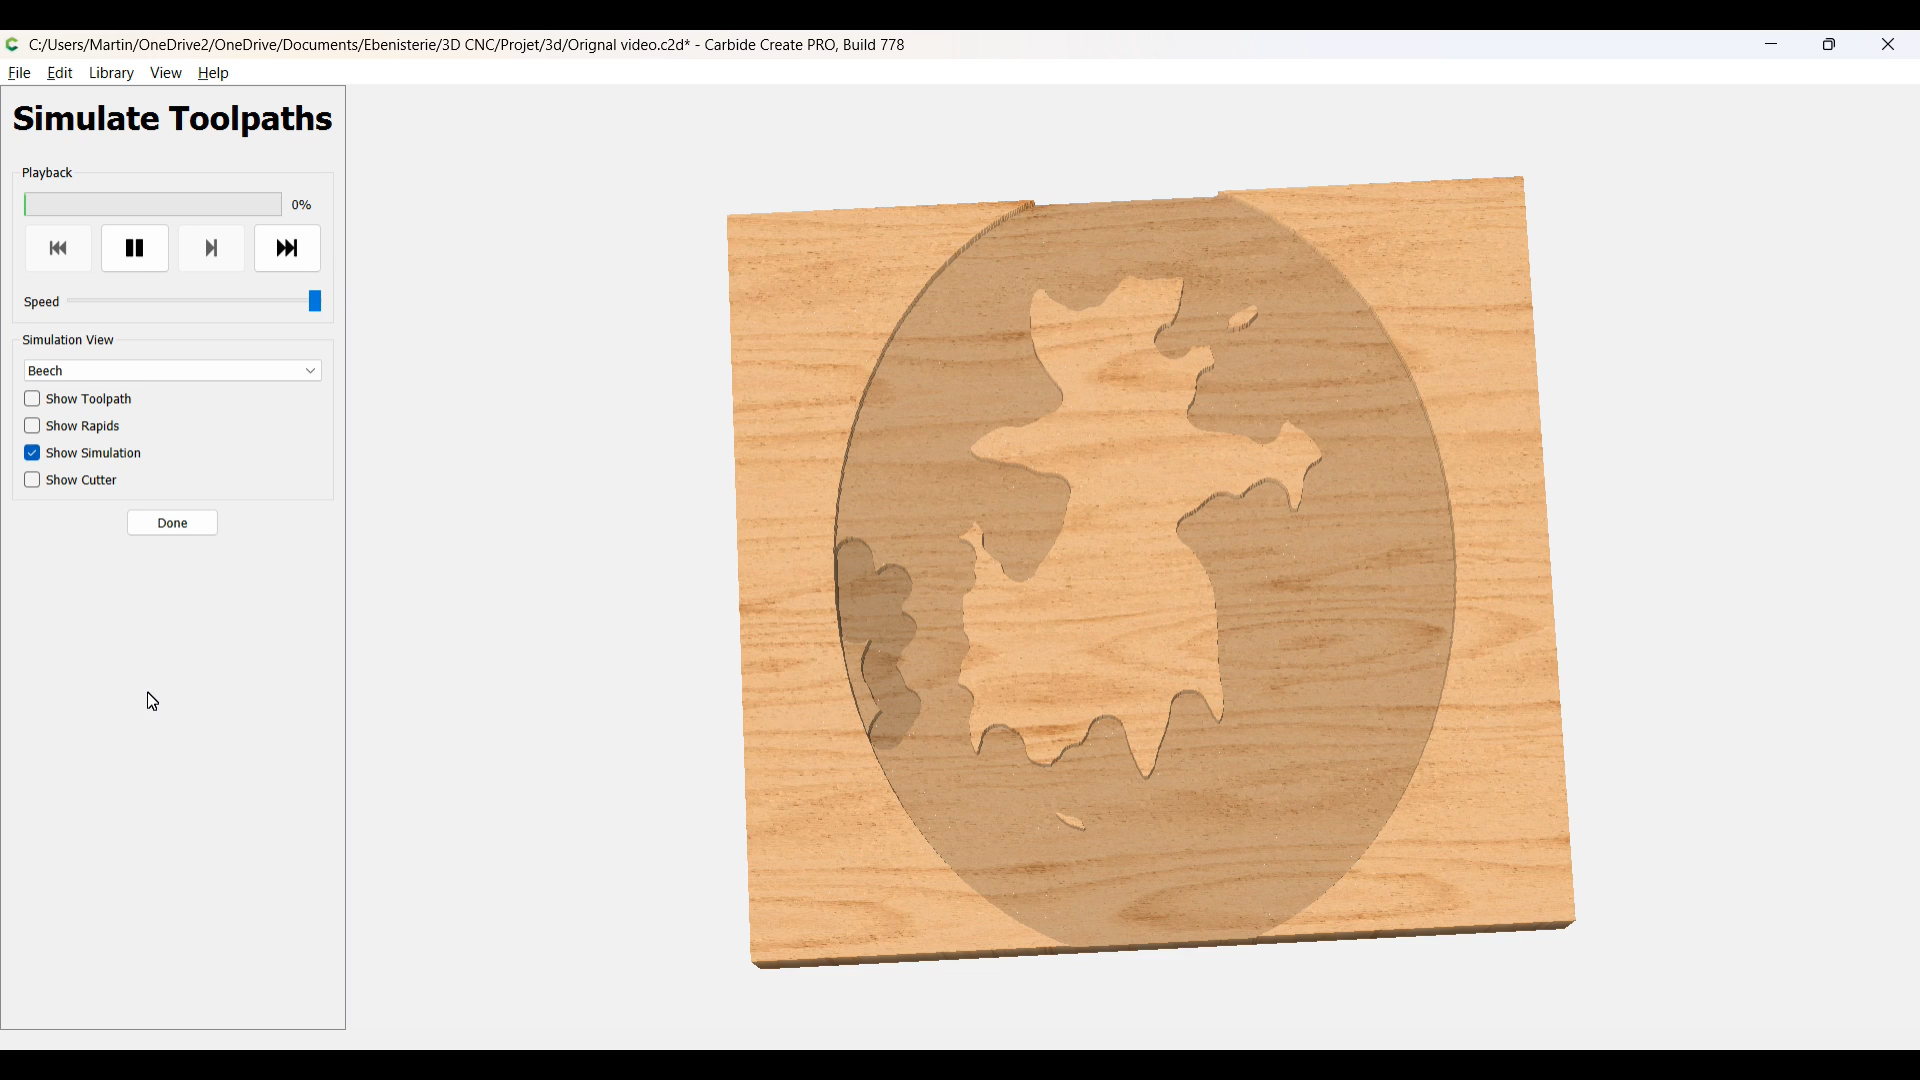 C:/Users/Martin/OneDrive2/OneDrive/Documents/Ebenisterie/3D CNC/Projet/3d/Orignal video.c2d* - Carbide Create PRO, Build 778
File Edit Library View Help
Simulate Toolpaths
Playback
0%
Speed
Simulation View
Beech
Show Toolpath
Show Rapids
Show Simulation
Show Cutter
Done